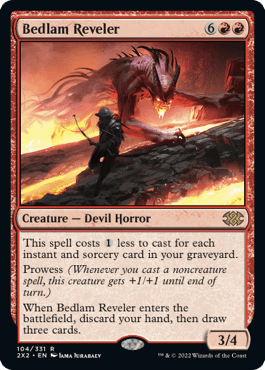 Bedlam Reveler 6
Creature — Devil Horror
This spell costs 1 less to cast for each
instant and sorcery card in your graveyard.
Prowess (Whenever you cast a noncreature
spell, this creature gets +1/+1 until end of
turn.)
When Bedlam Reveler enters the
battlefield, discard your hand, then draw
three cards.
3/4
104/331 R
2X2 • EN Jama Jurabaev
™ & © 2022 Wizards of the Coast